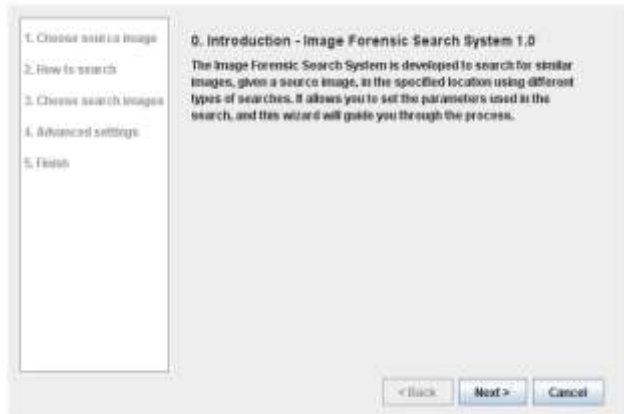 1. Choose source image
2. How to search
3. Choose search images
4. Advanced settings
5. Finish
0. Introduction - Image Forensic Search System 1.0
The Image Forensic Search System is developed to search for similar
images, given a source image, in the specified location using different
types of searches. It allows you to set the parameters used in the
search, and this wizard will guide you through the process.
< Back
Next >
Cancel